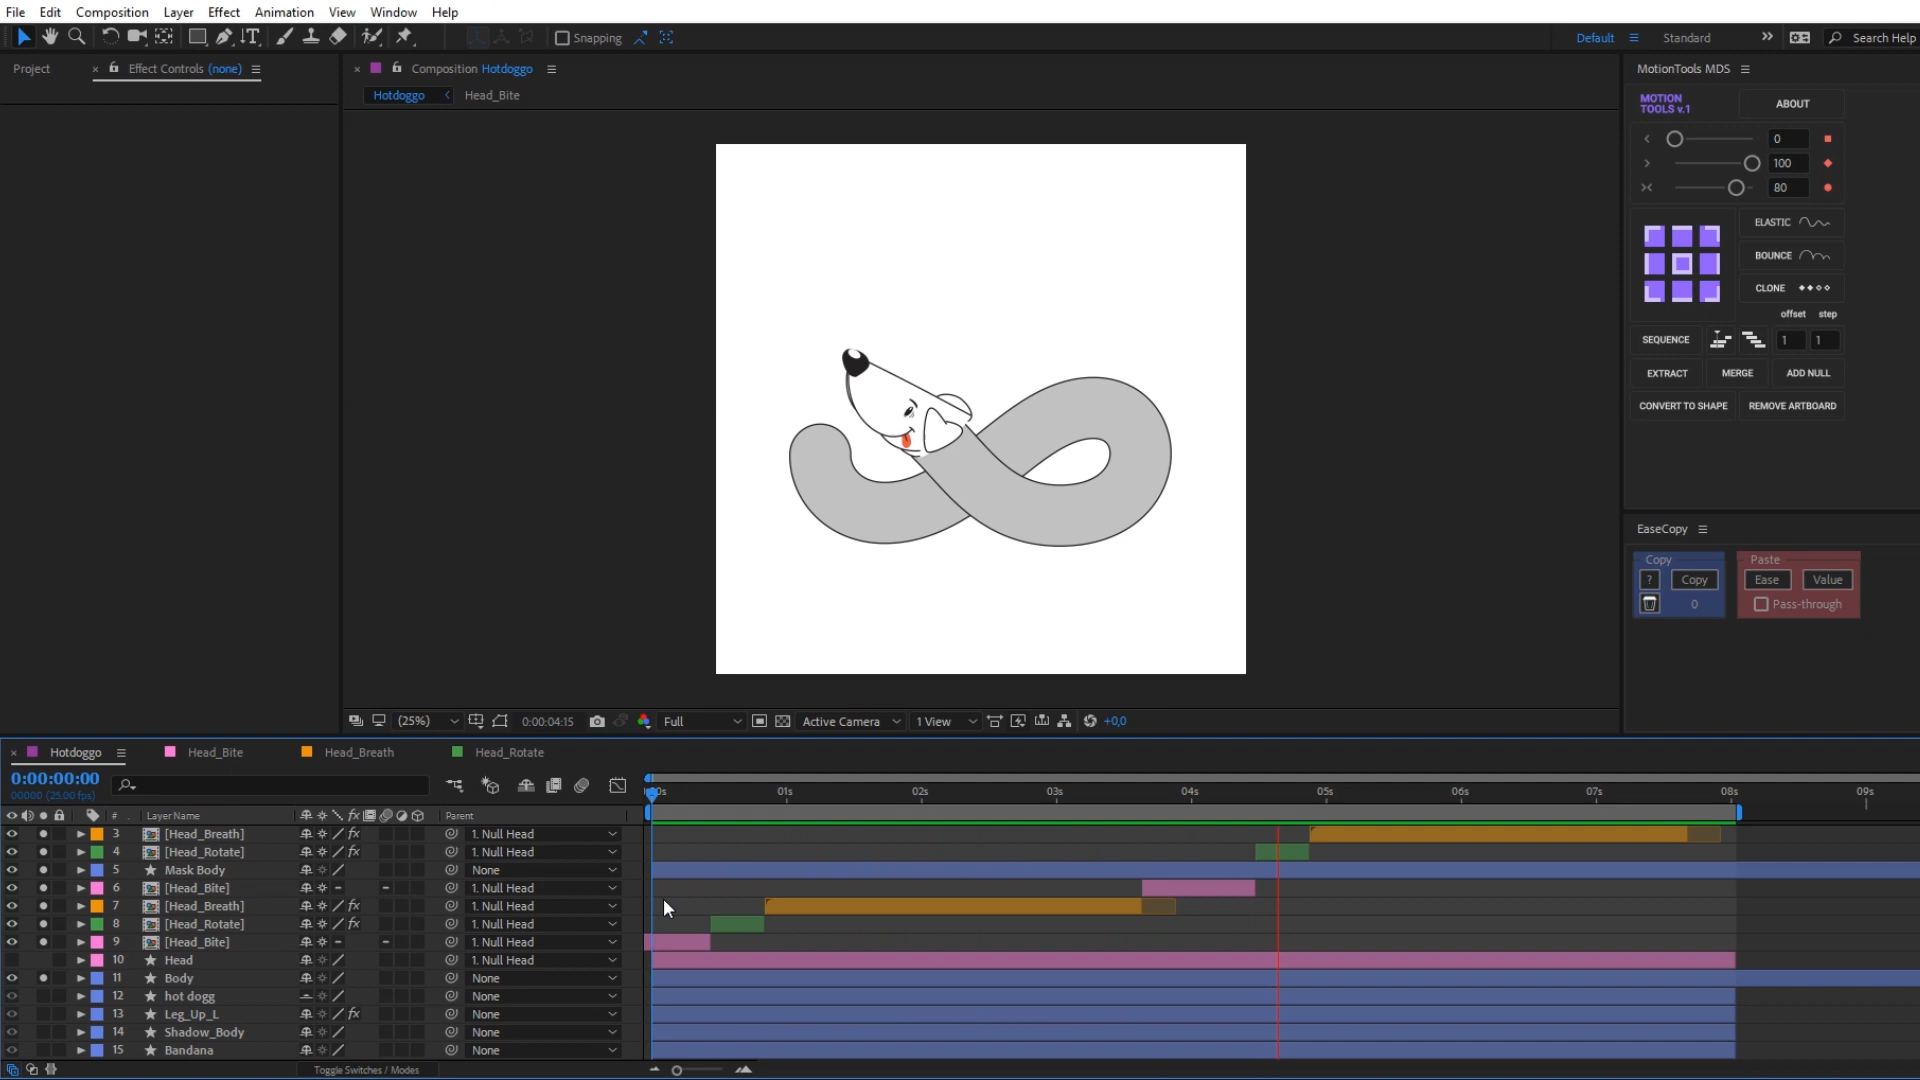 File Edit Composition Layer Effect Animation View Window Help
Snapping
Default Standard Search Help
Project Effect Controls (none)
Composition Hotdoggo
Hotdoggo Head_Bite
(25%) 0:00:04:15 Full Active Camera 1 View +0,0
MotionTools MDS
MOTION
TOOLS v.1
ABOUT
0
100
80
ELASTIC
BOUNCE
CLONE
offset step
SEQUENCE 1 1
EXTRACT MERGE ADD NULL
CONVERT TO SHAPE REMOVE ARTBOARD
EaseCopy
Copy Paste
? Copy Ease Value
0 Pass-through
Hotdoggo Head_Bite Head_Breath Head_Rotate
0:00:00:00
00000 (25.00 fps)
01s 02s 03s 04s 05s 06s 07s 08s 09s
# Layer Name fx Parent
3 [Head_Breath] fx 1. Null Head
4 [Head_Rotate] fx 1. Null Head
5 Mask Body None
6 [Head_Bite] 1. Null Head
7 [Head_Breath] fx 1. Null Head
8 [Head_Rotate] fx 1. Null Head
9 [Head_Bite] 1. Null Head
10 Head 1. Null Head
11 Body None
12 hot dogg None
13 Leg_Up_L fx None
14 Shadow_Body None
15 Bandana None
Toggle Switches / Modes